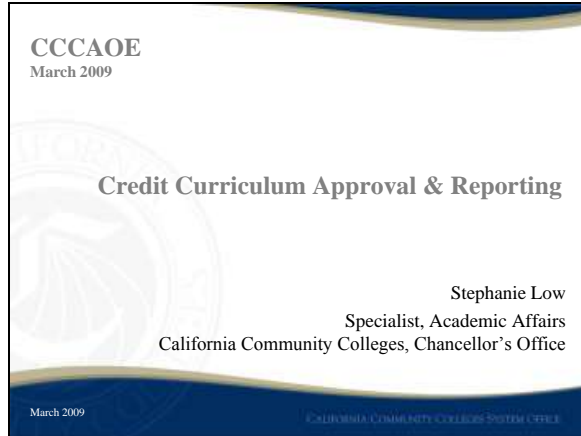 CCCAOE
March 2009
Credit Curriculum Approval & Reporting
Stephanie Low
Specialist, Academic Affairs
California Community Colleges, Chancellor's Office
March 2009
CALIFORNIA COMMUNITY COLLEGES SYSTEM OFFICE